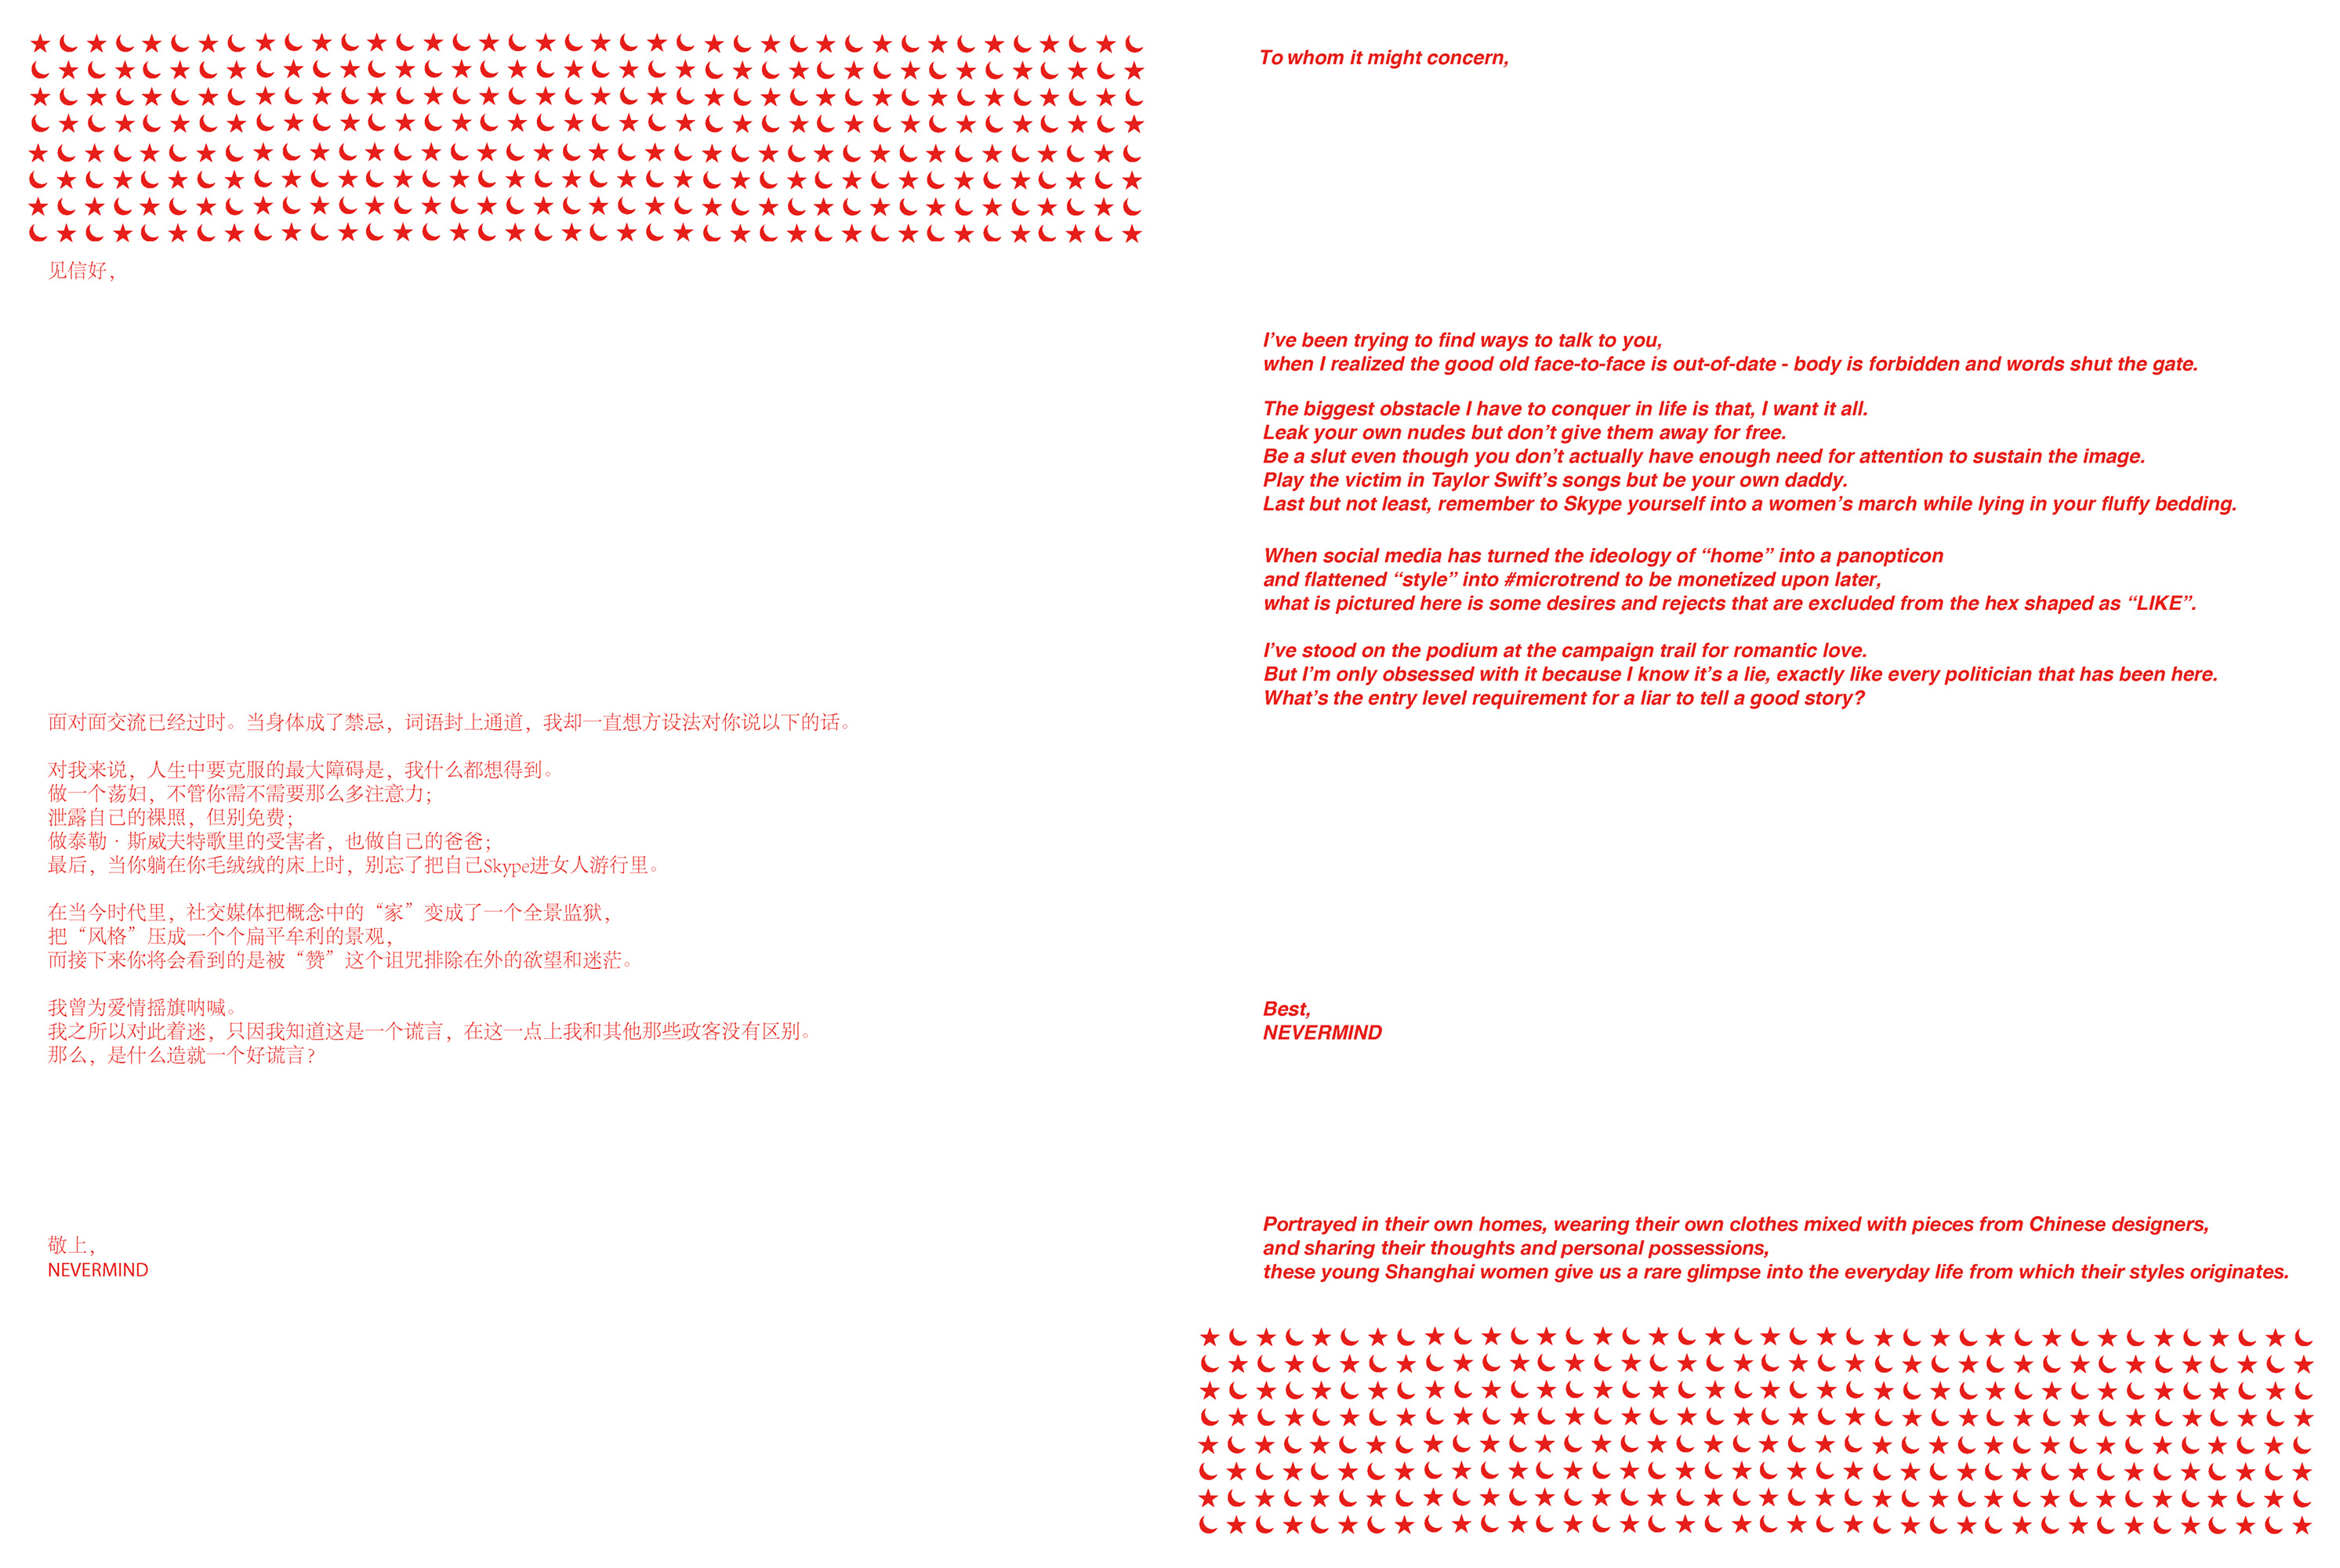 见信好，
面对面交流已经过时。当身体成了禁忌，词语封上通道，我却一直想方设法对你说以下的话。
对我来说，人生中要克服的最大障碍是，我什么都想得到。
做一个荡妇，不管你需不需要那么多注意力；
泄露自己的裸照，但别免费；
做泰勒·斯威夫特歌里的受害者，也做自己的爸爸；
最后，当你躺在你毛绒绒的床上时，别忘了把自己Skype进女人游行里。
在当今时代里，社交媒体把概念中的“家”变成了一个全景监狱，
把“风格”压成一个个扁平牟利的景观，
而接下来你将会看到的是被“赞”这个诅咒排除在外的欲望和迷茫。
我曾为爱情摇旗呐喊。
我之所以对此着迷，只因我知道这是一个谎言，在这一点上我和其他那些政客没有区别。
那么，是什么造就一个好谎言？
敬上，
NEVERMIND
To whom it might concern,
I’ve been trying to find ways to talk to you,
when I realized the good old face-to-face is out-of-date - body is forbidden and words shut the gate.
The biggest obstacle I have to conquer in life is that, I want it all.
Leak your own nudes but don’t give them away for free.
Be a slut even though you don’t actually have enough need for attention to sustain the image.
Play the victim in Taylor Swift’s songs but be your own daddy.
Last but not least, remember to Skype yourself into a women’s march while lying in your fluffy bedding.
When social media has turned the ideology of “home” into a panopticon
and flattened “style” into #microtrend to be monetized upon later,
what is pictured here is some desires and rejects that are excluded from the hex shaped as “LIKE”.
I’ve stood on the podium at the campaign trail for romantic love.
But I’m only obsessed with it because I know it’s a lie, exactly like every politician that has been here.
What’s the entry level requirement for a liar to tell a good story?
Best,
NEVERMIND
Portrayed in their own homes, wearing their own clothes mixed with pieces from Chinese designers,
and sharing their thoughts and personal possessions,
these young Shanghai women give us a rare glimpse into the everyday life from which their styles originates.